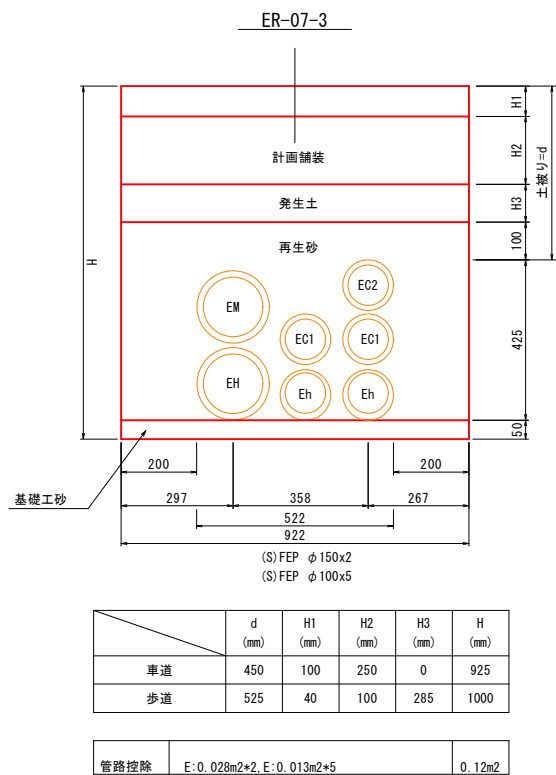 ER-07-3
H1
H2
計画舗装
土被り=d
発生土
H3
再生砂
100
H
EC2
EM
EC1
EC1
425
EH
Eh
Eh
50
200
200
基礎工砂
297
358
267
522
922
(S)FEP φ150x2
(S)FEP φ100x5
d H1 H2 H3 H
(mm) (mm) (mm) (mm) (mm)
車道 450 100 250 0 925
歩道 525 40 100 285 1000
管路控除 E:0.028m2*2,E:0.013m2*5 0.12m2